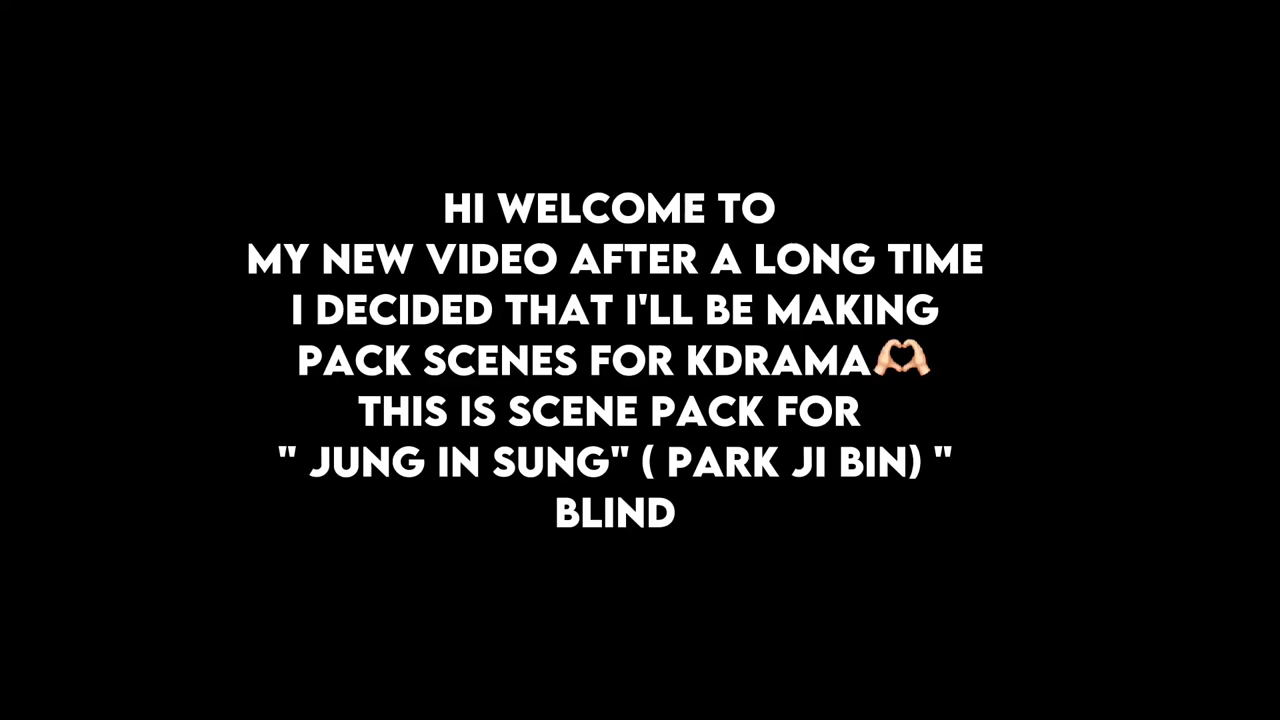 HI WELCOME TO
MY NEW VIDEO AFTER A LONG TIME
I DECIDED THAT I'LL BE MAKING
PACK SCENES FOR KDRAMA🫶🏻
THIS IS SCENE PACK FOR
" JUNG IN SUNG" ( PARK JI BIN) "
BLIND